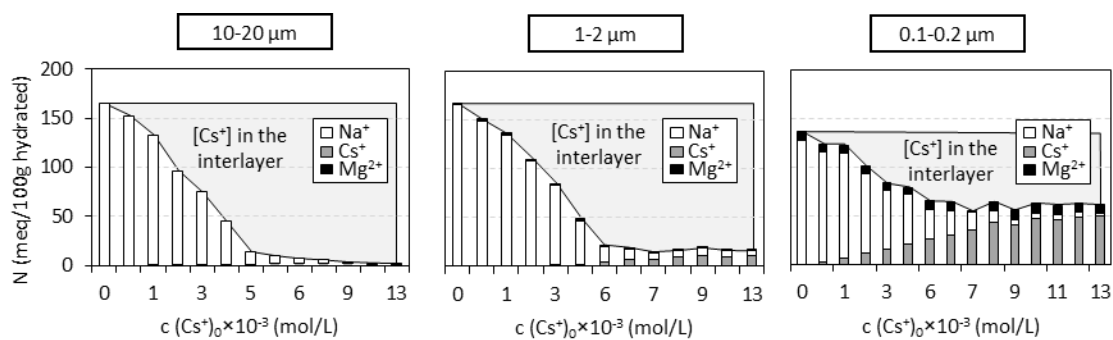 10-20 µm
1-2 µm
0.1-0.2 µm
N (meq/100g hydrated)
200
150
100
50
0
[Cs⁺] in the
interlayer
Na⁺
Cs⁺
Mg²⁺
0 1 3 5 6 9 13
c (Cs⁺)₀×10⁻³ (mol/L)
[Cs⁺] in the
interlayer
Na⁺
Cs⁺
Mg²⁺
0 1 3 5 7 9 13
c (Cs⁺)₀×10⁻³ (mol/L)
[Cs⁺] in the
interlayer
Na⁺
Cs⁺
Mg²⁺
0 1 3 5 7 9 11 13
c (Cs⁺)₀×10⁻³ (mol/L)